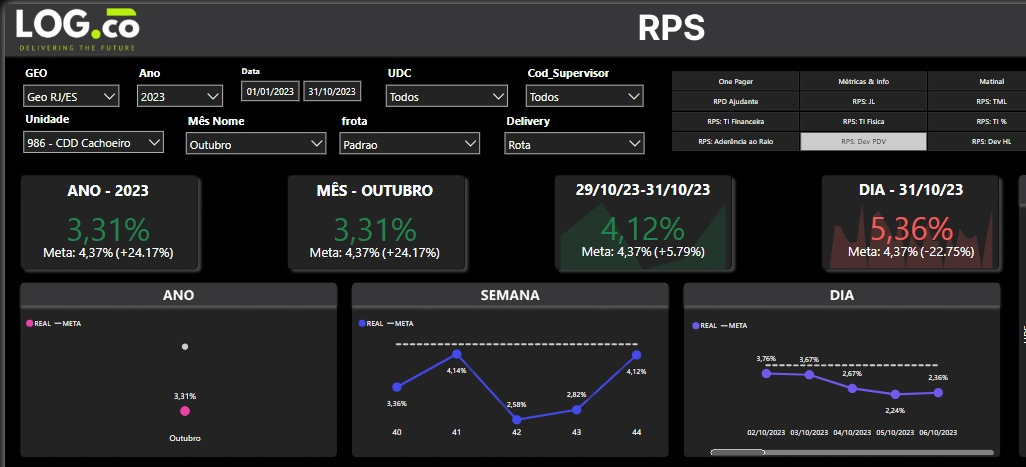 LOG.co
DELIVERING THE FUTURE
RPS
GEO
Ano
Data
UDC
Cod_Supervisor
Geo RJ/ES
2023
01/01/2023
31/10/2023
Todos
Todos
Unidade
Mês Nome
frota
Delivery
986 - CDD Cachoeiro
Outubro
Padrao
Rota
One Pager
Métricas & Info
Matinal
RPD Ajudante
RPS: JL
RPS: TML
RPS: TI Financeira
RPS: TI Fisica
RPS: TI %
RPS: Aderência ao Raio
RPS: Dev PDV
RPS: Dev HL
ANO - 2023
3,31%
Meta: 4,37% (+24.17%)
MÊS - OUTUBRO
3,31%
Meta: 4,37% (+24.17%)
29/10/23-31/10/23
4,12%
Meta: 4,37% (+5.79%)
DIA - 31/10/23
5,36%
Meta: 4,37% (-22.75%)
ANO
REAL META
3,31%
Outubro
SEMANA
REAL META
3,36%
4,14%
2,58%
2,82%
4,12%
40 41 42 43 44
DIA
REAL META
3,76%
3,67%
2,67%
2,24%
2,36%
02/10/2023 03/10/2023 04/10/2023 05/10/2023 06/10/2023